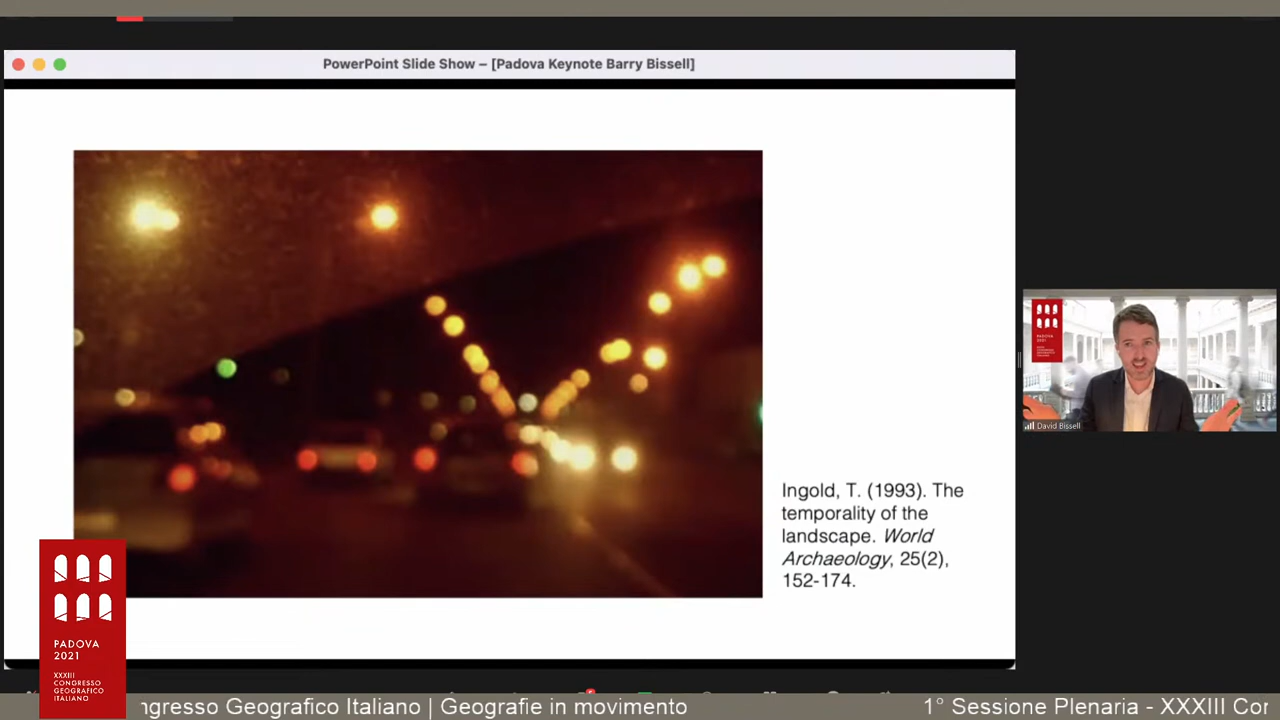 PowerPoint Slide Show – [Padova Keynote Barry Bissell]
Ingold, T. (1993). The
temporality of the
landscape. World
Archaeology, 25(2),
152-174.
David Bissell
PADOVA
2021
XXXIII
CONGRESSO
GEOGRAFICO
ITALIANO
ngresso Geografico Italiano | Geografie in movimento
1° Sessione Plenaria - XXXIII Cor